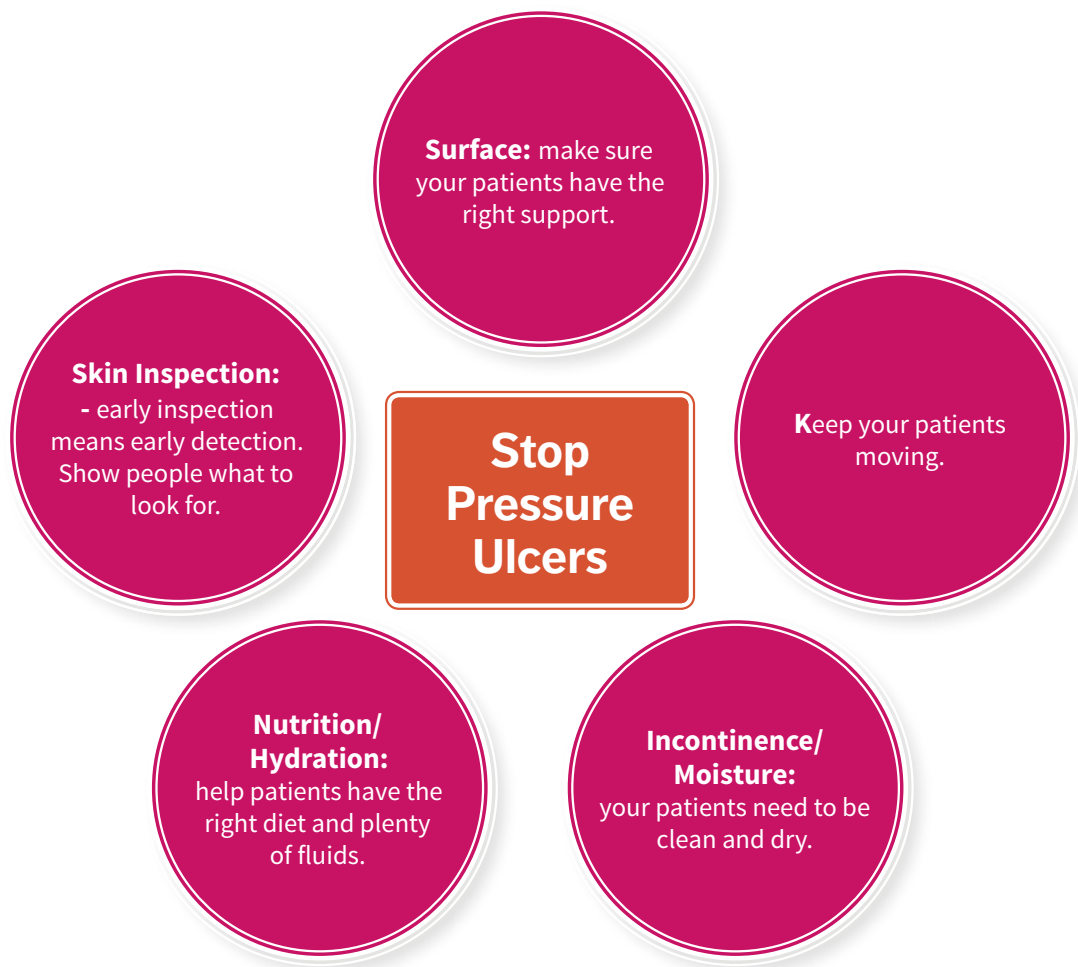 Surface: make sure
your patients have the
right support.
Skin Inspection:
- early inspection
means early detection.
Show people what to
look for.
Stop
Pressure
Ulcers
Keep your patients
moving.
Nutrition/
Hydration:
help patients have the
right diet and plenty
of fluids.
Incontinence/
Moisture:
your patients need to be
clean and dry.